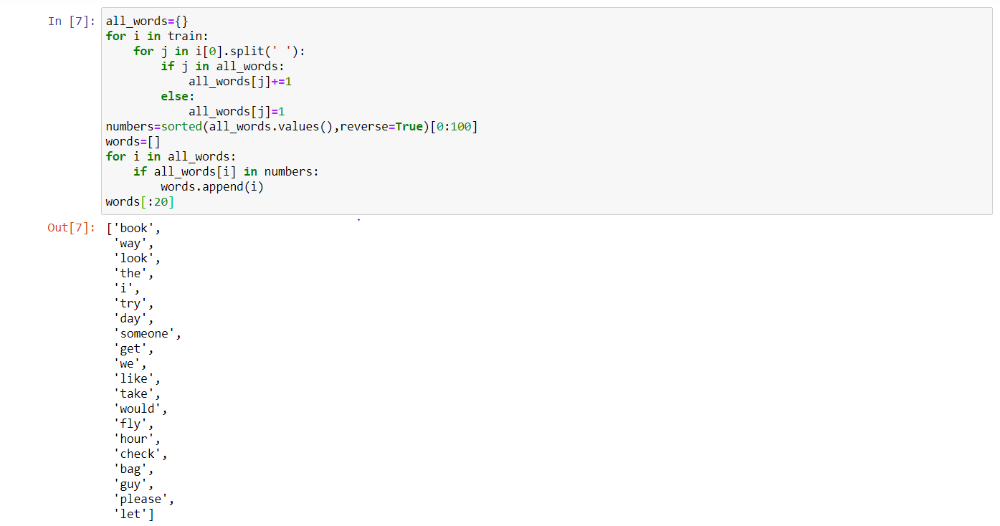 In [7]: all_words={}
for i in train:
    for j in i[0].split(' '):
        if j in all_words:
            all_words[j]+=1
        else:
            all_words[j]=1
numbers=sorted(all_words.values(),reverse=True)[0:100]
words=[]
for i in all_words:
    if all_words[i] in numbers:
        words.append(i)
words[:20]
Out[7]: ['book',
 'way',
 'look',
 'the',
 'i',
 'try',
 'day',
 'someone',
 'get',
 'we',
 'like',
 'take',
 'would',
 'fly',
 'hour',
 'check',
 'bag',
 'guy',
 'please',
 'let']